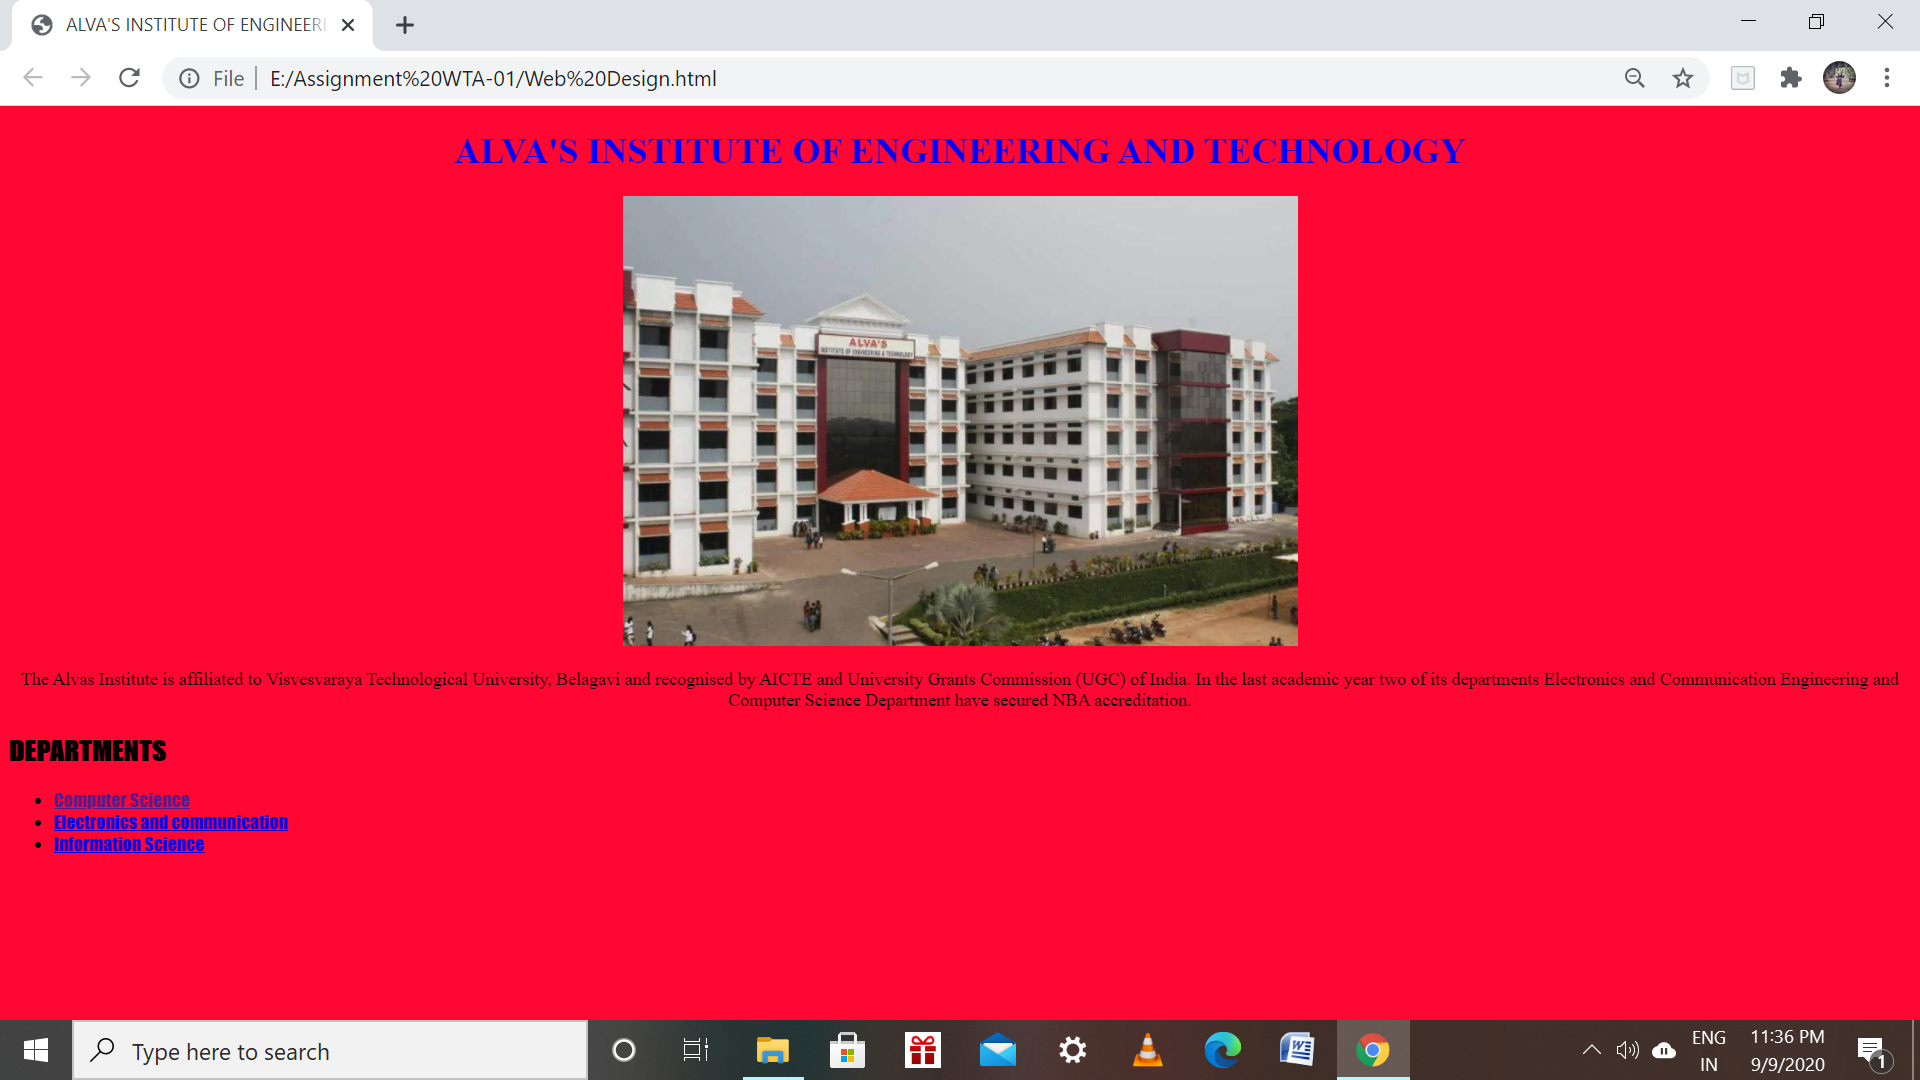 ALVA'S INSTITUTE OF ENGINEERI
File
E:/Assignment%20WTA-01/Web%20Design.html
ALVA'S INSTITUTE OF ENGINEERING AND TECHNOLOGY
ALVA'S
INSTITUTE OF ENGINEERING & TECHNOLOGY
The Alvas Institute is affiliated to Visvesvaraya Technological University, Belagavi and recognised by AICTE and University Grants Commission (UGC) of India. In the last academic year two of its departments Electronics and Communication Engineering and
Computer Science Department have secured NBA accreditation.
DEPARTMENTS
Computer Science
Electronics and communication
Information Science
Type here to search
ENG
IN
11:36 PM
9/9/2020
1